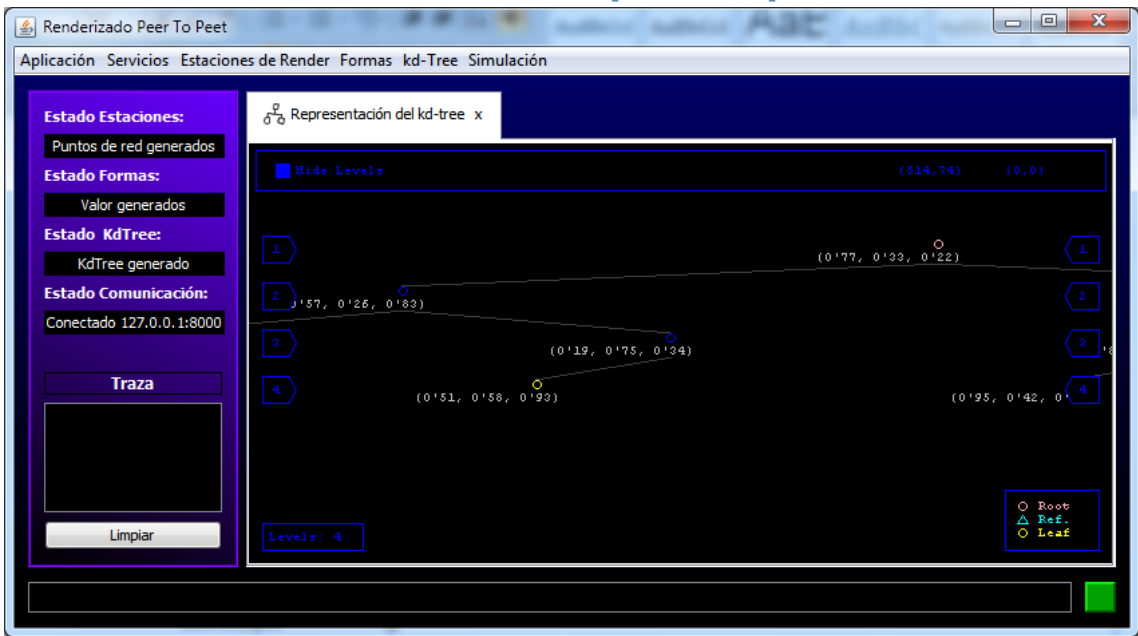 Renderizado Peer To Peet
Aplicación Servicios Estaciones de Render Formas kd-Tree Simulación
Estado Estaciones:
Puntos de red generados
Estado Formas:
Valor generados
Estado KdTree:
KdTree generado
Estado Comunicación:
Conectado 127.0.0.1:8000
Traza
Limpiar
Representación del kd-tree x
Hide Levels (514,74) (0,0)
1 (0'77, 0'33, 0'22) 1
2 0'57, 0'26, 0'83) 2
3 (0'19, 0'75, 0'34) 3
4 (0'51, 0'58, 0'93) (0'95, 0'42, 0' 4
Root
Ref.
Leaf
Levels: 4